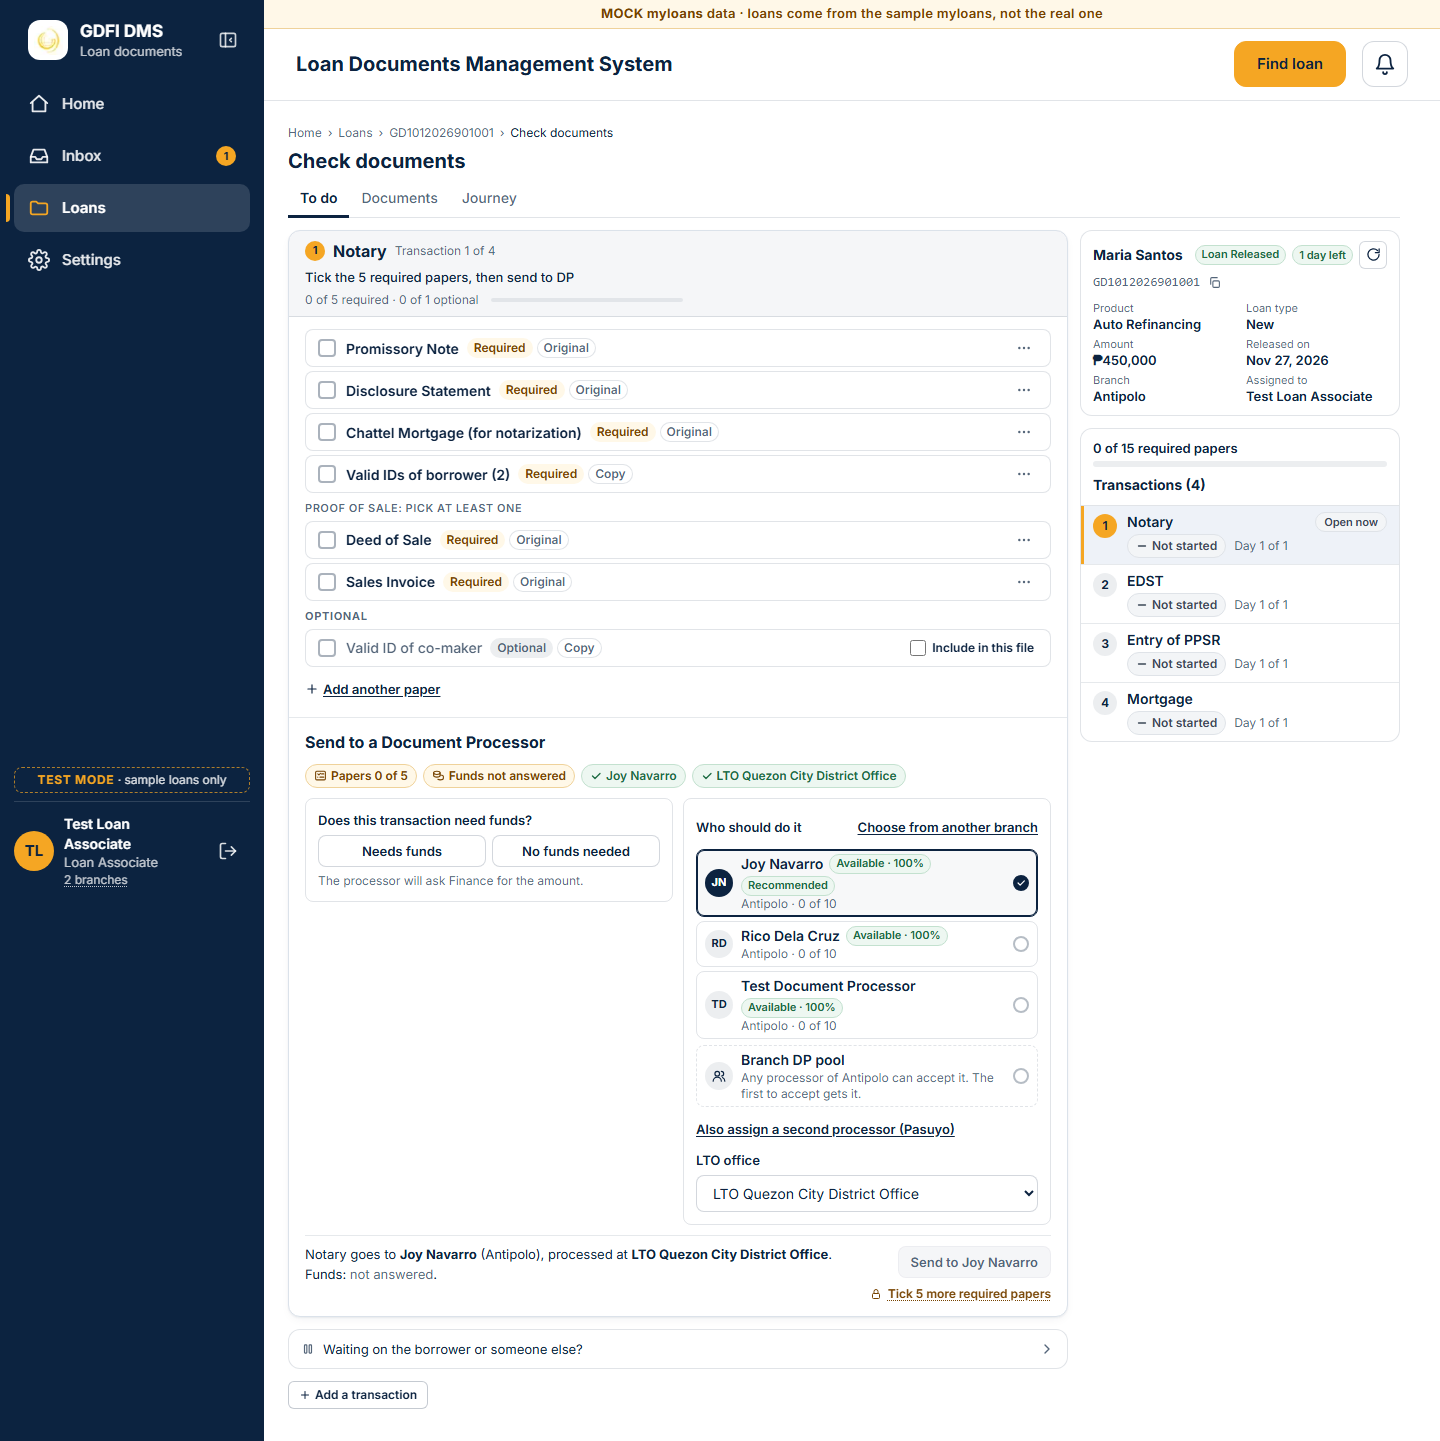 MOCK myloans data · loans come from the sample myloans, not the real one
GDFI DMS
Loan documents
Home
Inbox
1
Loans
Settings
TEST MODE · sample loans only
TL
Test Loan
Associate
Loan Associate
2 branches
Loan Documents Management System
Find loan
Home › Loans › GD1012026901001 › Check documents
Check documents
To do
Documents
Journey
1 Notary Transaction 1 of 4
Tick the 5 required papers, then send to DP
0 of 5 required · 0 of 1 optional
Promissory Note Required Original
Disclosure Statement Required Original
Chattel Mortgage (for notarization) Required Original
Valid IDs of borrower (2) Required Copy
PROOF OF SALE: PICK AT LEAST ONE
Deed of Sale Required Original
Sales Invoice Required Original
OPTIONAL
Valid ID of co-maker Optional Copy Include in this file
+ Add another paper
Send to a Document Processor
Papers 0 of 5
Funds not answered
Joy Navarro
LTO Quezon City District Office
Does this transaction need funds?
Needs funds
No funds needed
The processor will ask Finance for the amount.
Who should do it
Choose from another branch
JN
Joy Navarro Available · 100%
Recommended
Antipolo · 0 of 10
RD
Rico Dela Cruz Available · 100%
Antipolo · 0 of 10
TD
Test Document Processor
Available · 100%
Antipolo · 0 of 10
Branch DP pool
Any processor of Antipolo can accept it. The
first to accept gets it.
Also assign a second processor (Pasuyo)
LTO office
LTO Quezon City District Office
Notary goes to Joy Navarro (Antipolo), processed at LTO Quezon City District Office.
Funds: not answered.
Send to Joy Navarro
Tick 5 more required papers
Waiting on the borrower or someone else?
+ Add a transaction
Maria Santos Loan Released 1 day left
GD1012026901001
Product
Auto Refinancing
Loan type
New
Amount
₱450,000
Released on
Nov 27, 2026
Branch
Antipolo
Assigned to
Test Loan Associate
0 of 15 required papers
Transactions (4)
1 Notary Open now
– Not started Day 1 of 1
2 EDST
– Not started Day 1 of 1
3 Entry of PPSR
– Not started Day 1 of 1
4 Mortgage
– Not started Day 1 of 1